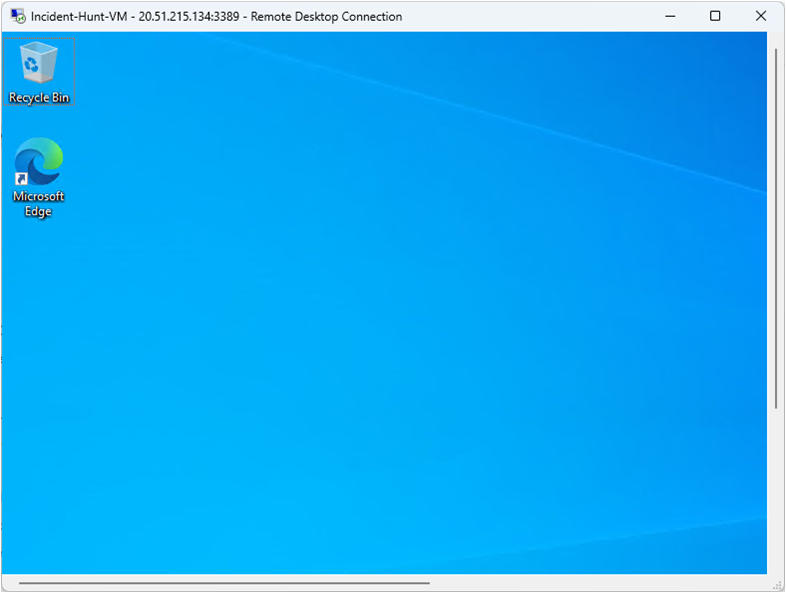 Incident-Hunt-VM - 20.51.215.134:3389 - Remote Desktop Connection
Recycle Bin
Microsoft
Edge